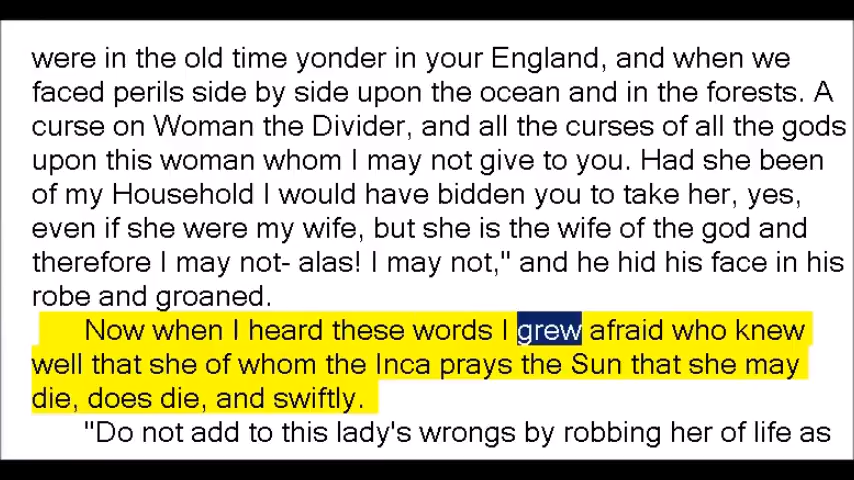 were in the old time yonder in your England, and when we
faced perils side by side upon the ocean and in the forests. A
curse on Woman the Divider, and all the curses of all the gods
upon this woman whom I may not give to you. Had she been
of my Household I would have bidden you to take her, yes,
even if she were my wife, but she is the wife of the god and
therefore I may not- alas! I may not," and he hid his face in his
robe and groaned.
Now when I heard these words I grew afraid who knew
well that she of whom the Inca prays the Sun that she may
die, does die, and swiftly.
"Do not add to this lady's wrongs by robbing her of life as